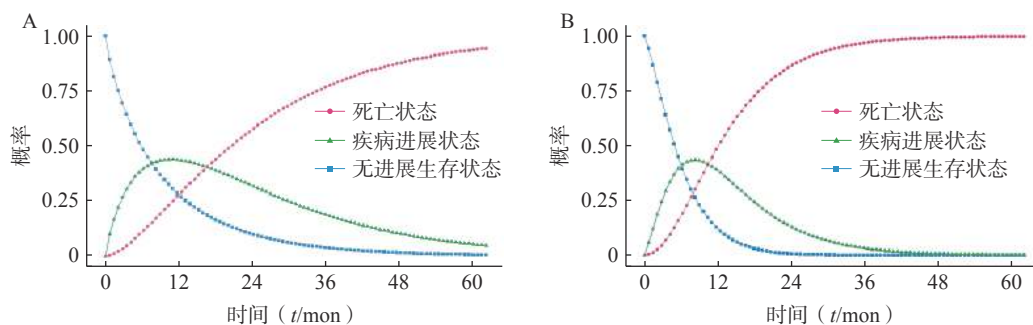 A
1.00
0.75
0.50
0.25
0
概率
死亡状态
疾病进展状态
无进展生存状态
0 12 24 36 48 60
时间（t/mon）
B
1.00
0.75
0.50
0.25
0
概率
死亡状态
疾病进展状态
无进展生存状态
0 12 24 36 48 60
时间（t/mon）